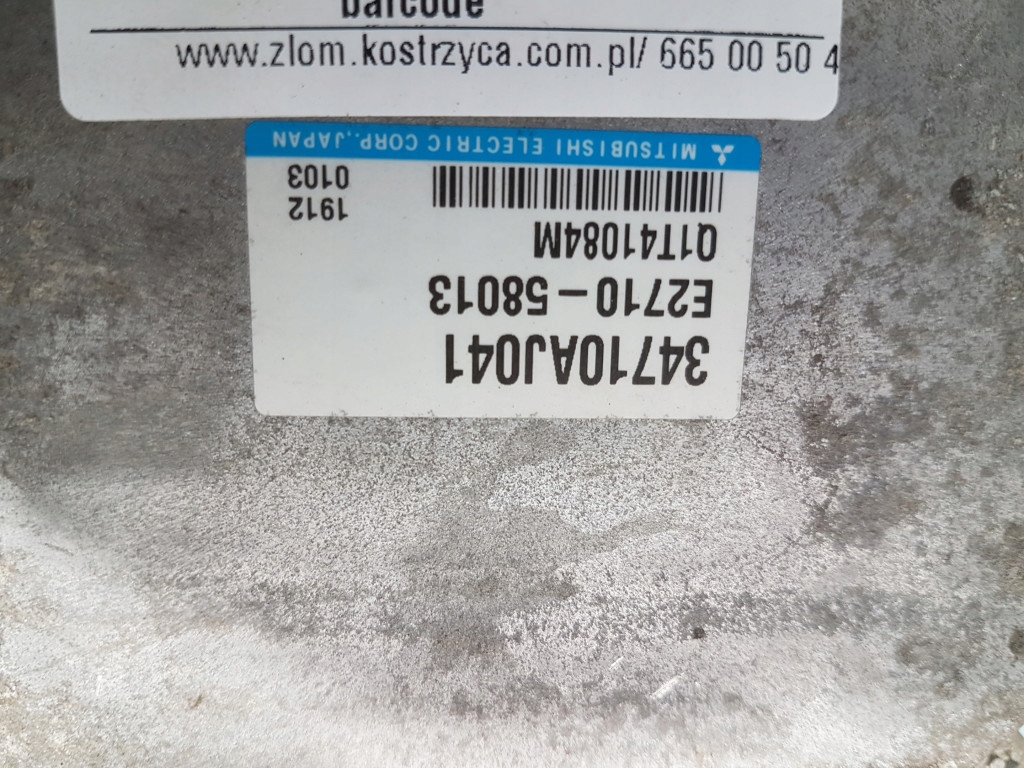 barcode
www.zlom.kostrzyca.com.pl/ 665 00 50 4
34710AJ041
E2710-58013
Q1T41084M
1912
0103
MITSUBISHI ELECTRIC CORP., JAPAN